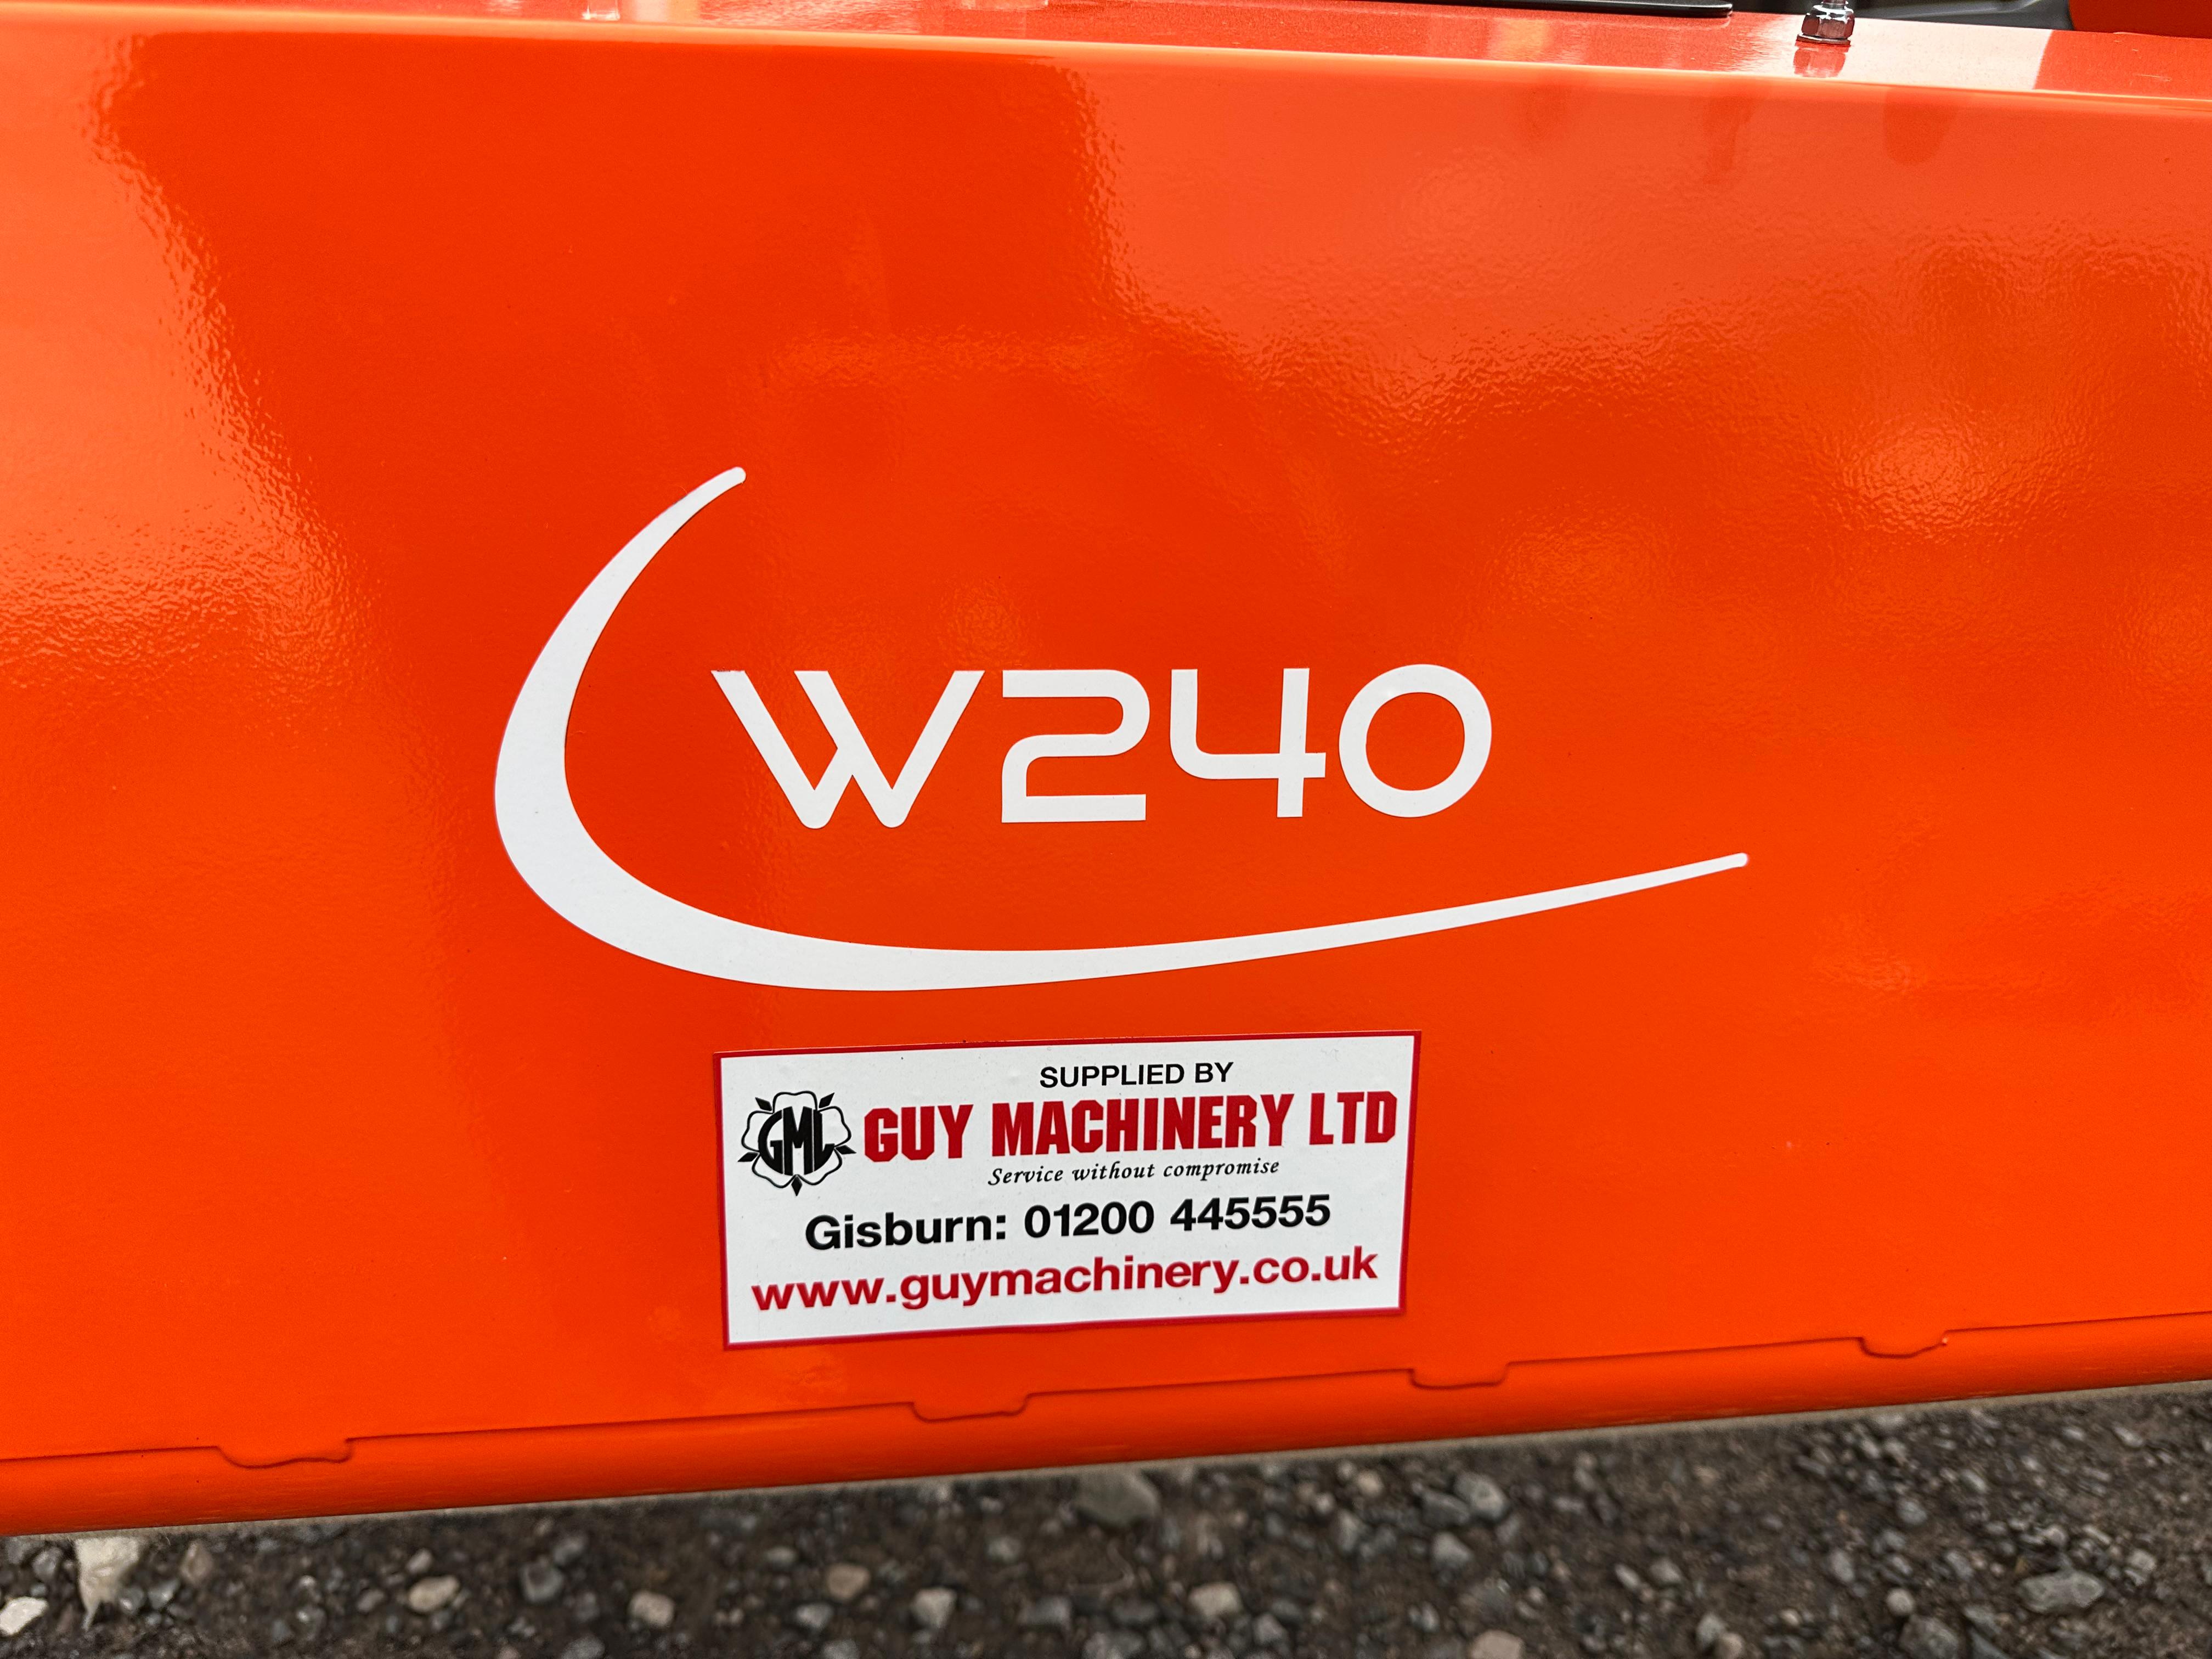 W240
SUPPLIED BY
GML GUY MACHINERY LTD
Service without compromise
Gisburn: 01200 445555
www.guymachinery.co.uk